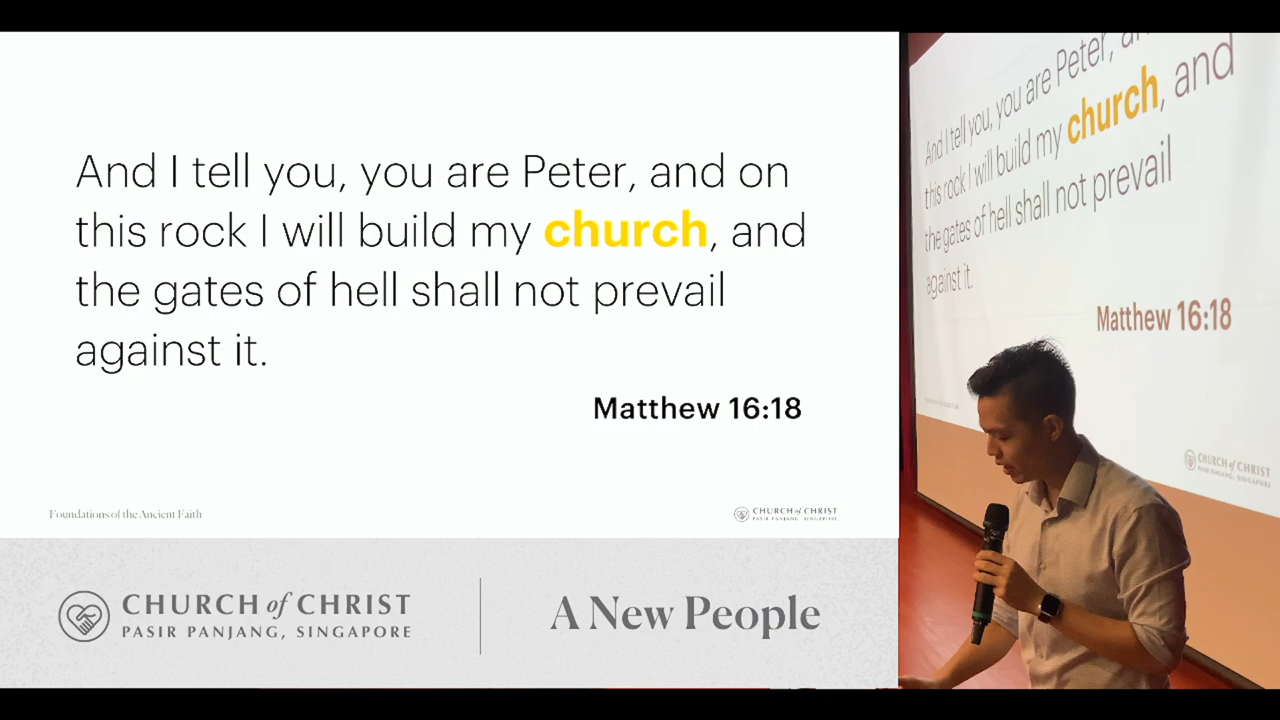 And I tell you, you are Peter, and on
this rock I will build my church, and
the gates of hell shall not prevail
against it.
Matthew 16:18
Foundations of the Ancient Faith
CHURCH of CHRIST
PASIR PANJANG, SINGAPORE
CHURCH of CHRIST
PASIR PANJANG, SINGAPORE
A New People
And I tell you, you are Peter,
this rock I will build my church, and
the gates of hell shall not prevail
against it.
Matthew 16:18
CHURCH of CHRIST
PASIR PANJANG, SINGAPORE